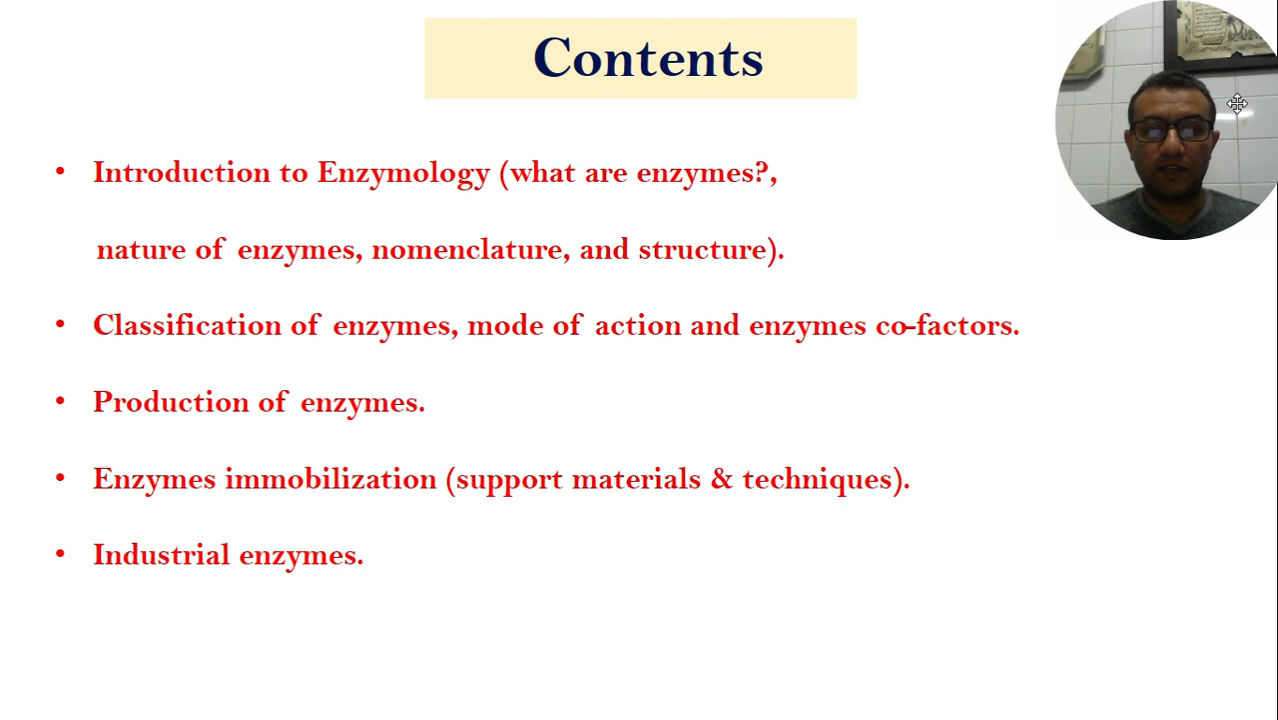 Contents
• Introduction to Enzymology (what are enzymes?,
nature of enzymes, nomenclature, and structure).
• Classification of enzymes, mode of action and enzymes co-factors.
• Production of enzymes.
• Enzymes immobilization (support materials & techniques).
• Industrial enzymes.